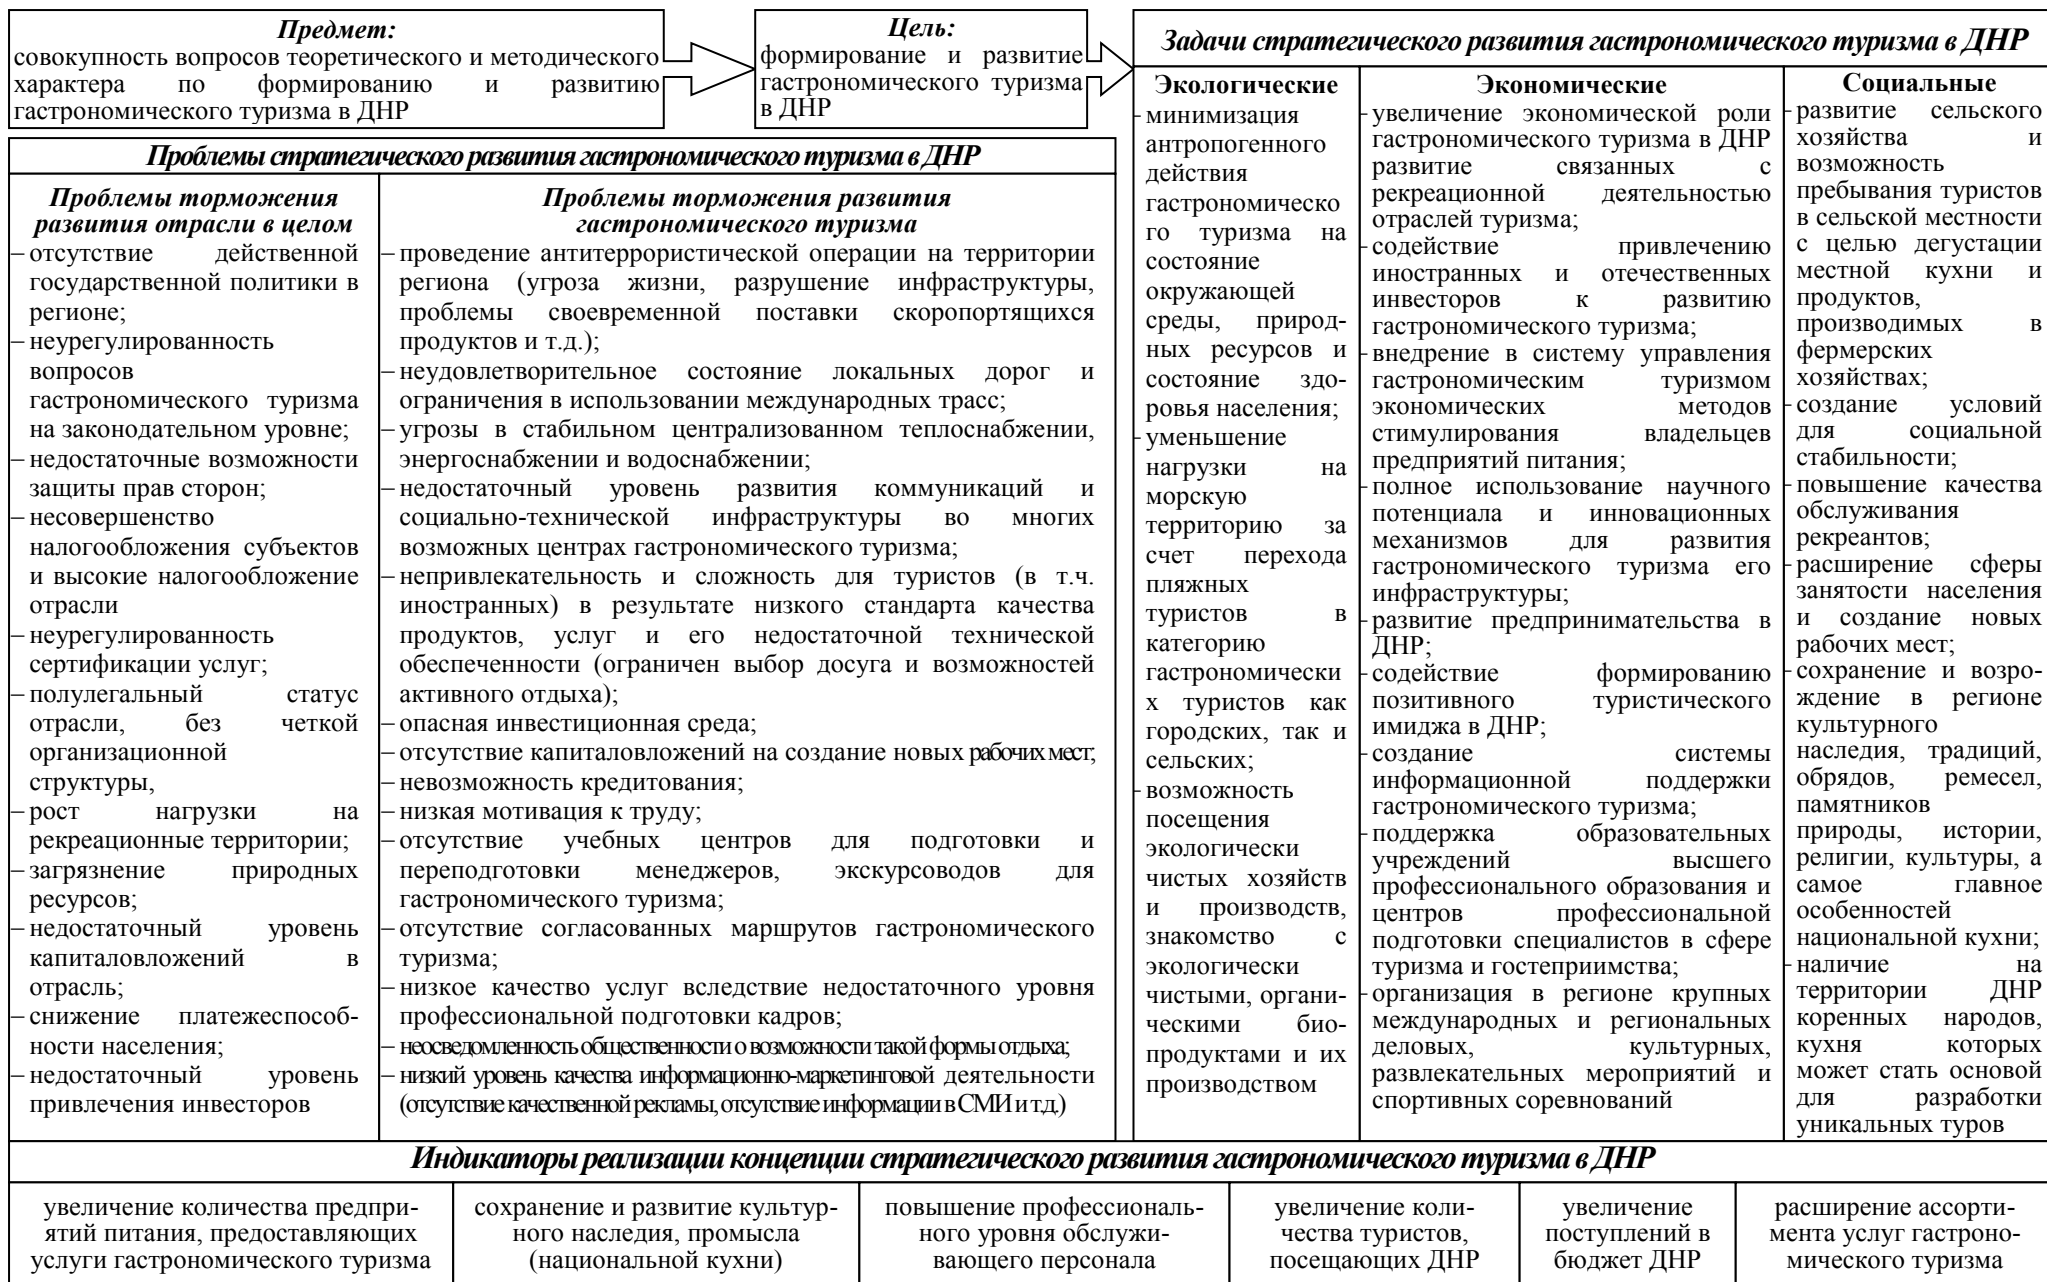 Предмет:
совокупность вопросов теоретического и методического
характера по формированию и развитию
гастрономического туризма в ДНР
Цель:
формирование и развитие
гастрономического туризма
в ДНР
Проблемы стратегического развития гастрономического туризма в ДНР
Проблемы торможения
развития отрасли в целом
– отсутствие действенной
государственной политики в
регионе;
– неурегулированность
вопросов
гастрономического туризма
на законодательном уровне;
– недостаточные возможности
защиты прав сторон;
– несовершенство
налогообложения субъектов
и высокие налогообложение
отрасли
– неурегулированность
сертификации услуг;
– полулегальный статус
отрасли, без четкой
организационной
структуры,
– рост нагрузки на
рекреационные территории;
– загрязнение природных
ресурсов;
– недостаточный уровень
капиталовложений в
отрасль;
– снижение платежеспособ-
ности населения;
– недостаточный уровень
привлечения инвесторов
Проблемы торможения развития
гастрономического туризма
– проведение антитеррористической операции на территории
региона (угроза жизни, разрушение инфраструктуры,
проблемы своевременной поставки скоропортящихся
продуктов и т.д.);
– неудовлетворительное состояние локальных дорог и
ограничения в использовании международных трасс;
– угрозы в стабильном централизованном теплоснабжении,
энергоснабжении и водоснабжении;
– недостаточный уровень развития коммуникаций и
социально-технической инфраструктуры во многих
возможных центрах гастрономического туризма;
– непривлекательность и сложность для туристов (в т.ч.
иностранных) в результате низкого стандарта качества
продуктов, услуг и его недостаточной технической
обеспеченности (ограничен выбор досуга и возможностей
активного отдыха);
– опасная инвестиционная среда;
– отсутствие капиталовложений на создание новых рабочих мест;
– невозможность кредитования;
– низкая мотивация к труду;
– отсутствие учебных центров для подготовки и
переподготовки менеджеров, экскурсоводов для
гастрономического туризма;
– отсутствие согласованных маршрутов гастрономического
туризма;
– низкое качество услуг вследствие недостаточного уровня
профессиональной подготовки кадров;
– неосведомленность общественности о возможности такой формы отдыха;
– низкий уровень качества информационно-маркетинговой деятельности
(отсутствие качественной рекламы, отсутствие информации в СМИ и т.д.)
Задачи стратегического развития гастрономического туризма в ДНР
Экологические
- минимизация
антропогенного
действия
гастрономическо
го туризма на
состояние
окружающей
среды, природ-
ных ресурсов и
состояние здо-
ровья населения;
- уменьшение
нагрузки на
морскую
территорию за
счет перехода
пляжных
туристов в
категорию
гастрономически
х туристов как
городских, так и
сельских;
- возможность
посещения
экологически
чистых хозяйств
и производств,
знакомство с
экологически
чистыми, органи-
ческими био-
продуктами и их
производством
Экономические
- увеличение экономической роли
гастрономического туризма в ДНР
развитие связанных с
рекреационной деятельностью
отраслей туризма;
- содействие привлечению
иностранных и отечественных
инвесторов к развитию
гастрономического туризма;
- внедрение в систему управления
гастрономическим туризмом
экономических методов
стимулирования владельцев
предприятий питания;
- полное использование научного
потенциала и инновационных
механизмов для развития
гастрономического туризма его
инфраструктуры;
- развитие предпринимательства в
ДНР;
- содействие формированию
позитивного туристического
имиджа в ДНР;
- создание системы
информационной поддержки
гастрономического туризма;
- поддержка образовательных
учреждений высшего
профессионального образования и
центров профессиональной
подготовки специалистов в сфере
туризма и гостеприимства;
- организация в регионе крупных
международных и региональных
деловых, культурных,
развлекательных мероприятий и
спортивных соревнований
Социальные
- развитие сельского
хозяйства и
возможность
пребывания туристов
в сельской местности
с целью дегустации
местной кухни и
продуктов,
производимых в
фермерских
хозяйствах;
- создание условий
для социальной
стабильности;
- повышение качества
обслуживания
рекреантов;
- расширение сферы
занятости населения
и создание новых
рабочих мест;
- сохранение и возро-
ждение в регионе
культурного
наследия, традиций,
обрядов, ремесел,
памятников
природы, истории,
религии, культуры, а
самое главное
особенностей
национальной кухни;
- наличие на
территории ДНР
коренных народов,
кухня которых
может стать основой
для разработки
уникальных туров
Индикаторы реализации концепции стратегического развития гастрономического туризма в ДНР
увеличение количества предпри-
ятий питания, предоставляющих
услуги гастрономического туризма
сохранение и развитие культур-
ного наследия, промысла
(национальной кухни)
повышение профессиональ-
ного уровня обслужи-
вающего персонала
увеличение коли-
чества туристов,
посещающих ДНР
увеличение
поступлений в
бюджет ДНР
расширение ассорти-
мента услуг гастроно-
мического туризма